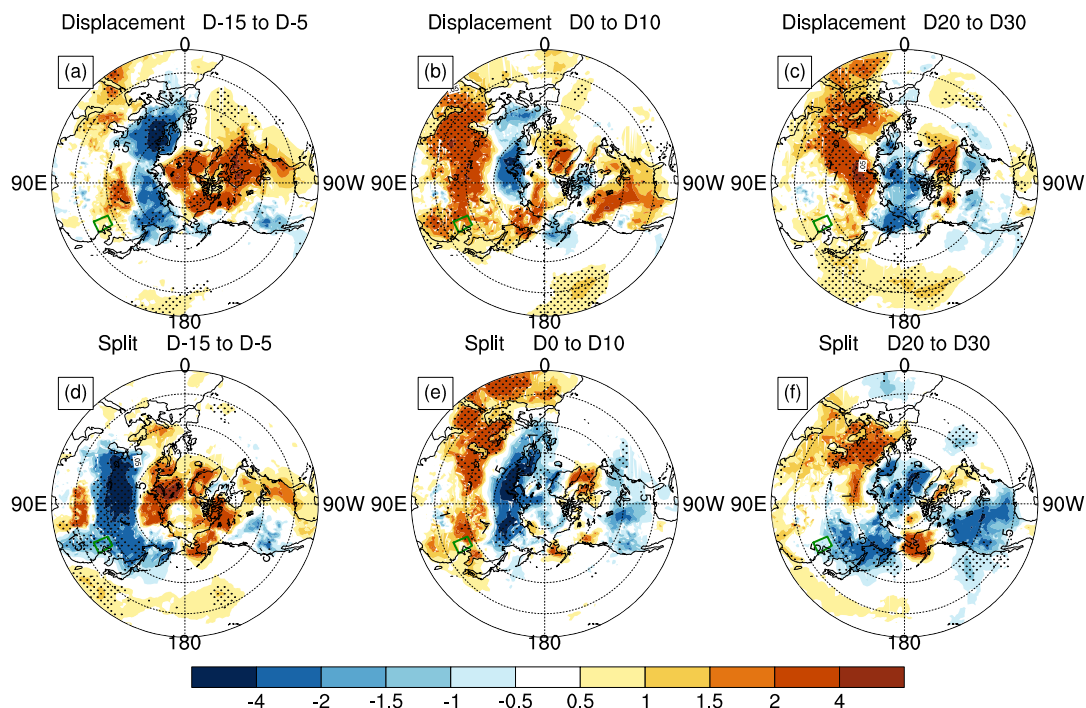 Displacement D-15 to D-5
Displacement D0 to D10
Displacement D20 to D30
0 0 0
(a) (b) (c)
90E 90W 90E 90W 90E 90W
180 180 180
Split D-15 to D-5
Split D0 to D10
Split D20 to D30
0 0 0
(d) (e) (f)
90E 90W 90E 90W 90E 90W
180 180 180
-4 -2 -1.5 -1 -0.5 0.5 1 1.5 2 4